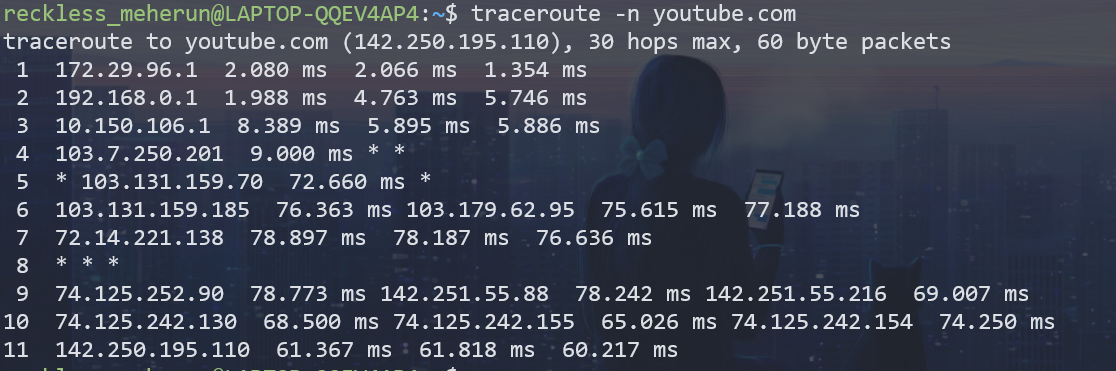 reckless_meherun@LAPTOP-QQEV4AP4:~$ traceroute -n youtube.com
traceroute to youtube.com (142.250.195.110), 30 hops max, 60 byte packets
1 172.29.96.1 2.080 ms 2.066 ms 1.354 ms
2 192.168.0.1 1.988 ms 4.763 ms 5.746 ms
3 10.150.106.1 8.389 ms 5.895 ms 5.886 ms
4 103.7.250.201 9.000 ms * *
5 * 103.131.159.70 72.660 ms *
6 103.131.159.185 76.363 ms 103.179.62.95 75.615 ms 77.188 ms
7 72.14.221.138 78.897 ms 78.187 ms 76.636 ms
8 * * *
9 74.125.252.90 78.773 ms 142.251.55.88 78.242 ms 142.251.55.216 69.007 ms
10 74.125.242.130 68.500 ms 74.125.242.155 65.026 ms 74.125.242.154 74.250 ms
11 142.250.195.110 61.367 ms 61.818 ms 60.217 ms